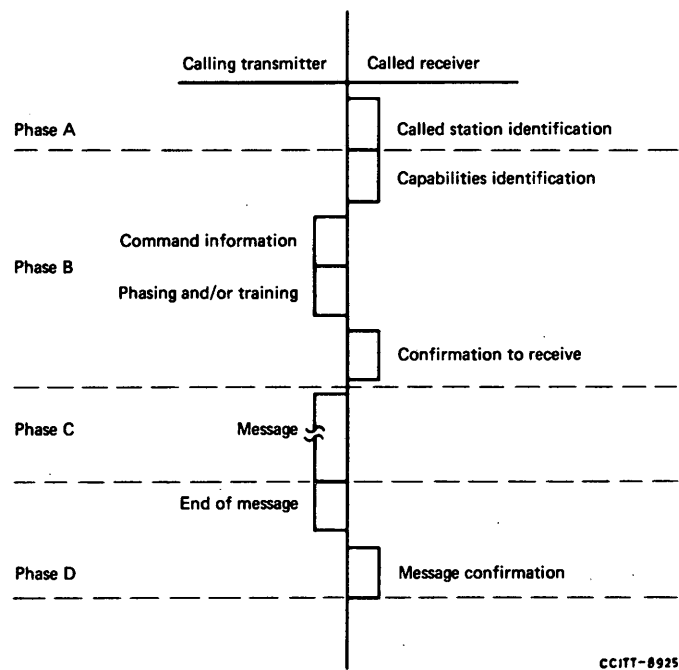 Calling transmitter Called receiver
Phase A Called station identification
Capabilities identification
Command information
Phase B
Phasing and/or training
Confirmation to receive
Phase C Message
End of message
Phase D Message confirmation
CCITT-8925